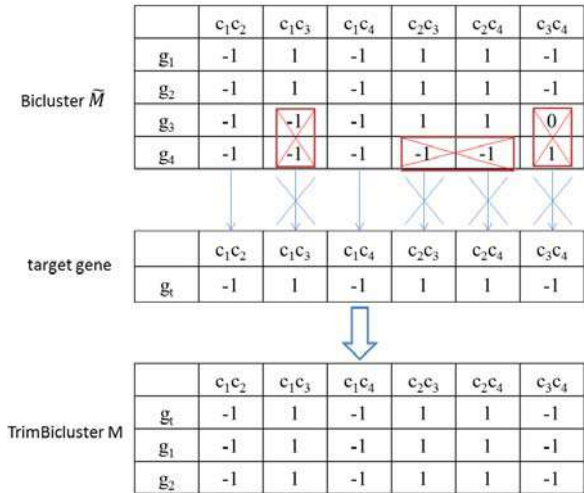 c₁c₂ c₁c₃ c₁c₄ c₂c₃ c₂c₄ c₃c₄
g₁ -1 1 -1 1 1 -1
g₂ -1 1 -1 1 1 -1
Bicluster M̃
g₃ -1 -1 -1 1 1 0
g₄ -1 -1 -1 -1 -1 1
c₁c₂ c₁c₃ c₁c₄ c₂c₃ c₂c₄ c₃c₄
target gene
gₜ -1 1 -1 1 1 -1
c₁c₂ c₁c₃ c₁c₄ c₂c₃ c₂c₄ c₃c₄
gₜ -1 1 -1 1 1 -1
TrimBicluster M
g₁ -1 1 -1 1 1 -1
g₂ -1 1 -1 1 1 -1